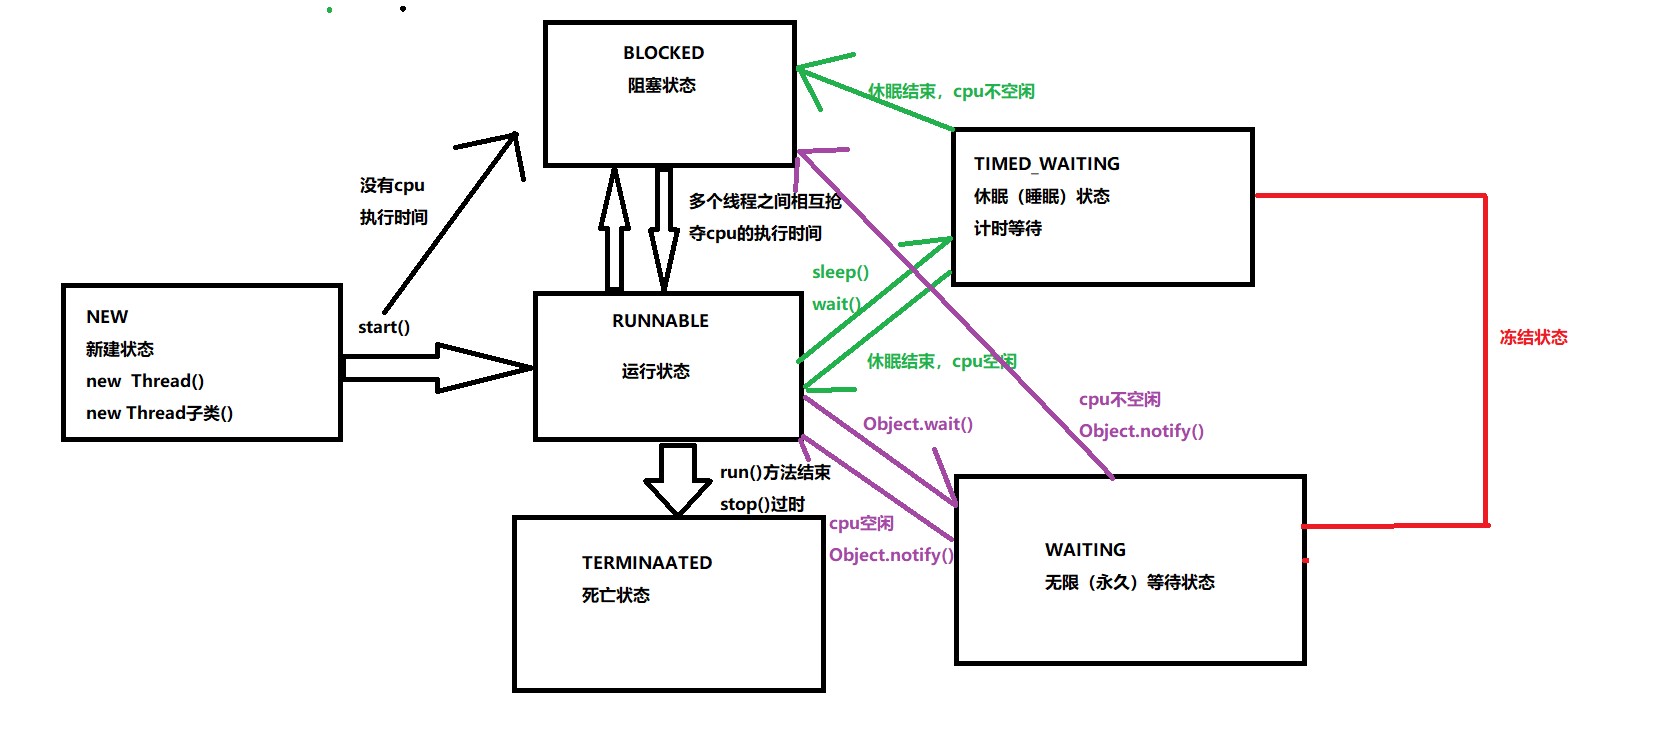 BLOCKED
阻塞状态
休眠结束，cpu不空闲
TIMED_WAITING
休眠（睡眠）状态
计时等待
没有cpu
执行时间
多个线程之间相互抢
夺cpu的执行时间
sleep()
wait()
NEW
新建状态
new  Thread()
new Thread子类()
start()
RUNNABLE
运行状态
休眠结束，cpu空闲
冻结状态
Object.wait()
cpu不空闲
Object.notify()
run()方法结束
stop()过时
cpu空闲
Object.notify()
TERMINAATED
死亡状态
WAITING
无限（永久）等待状态